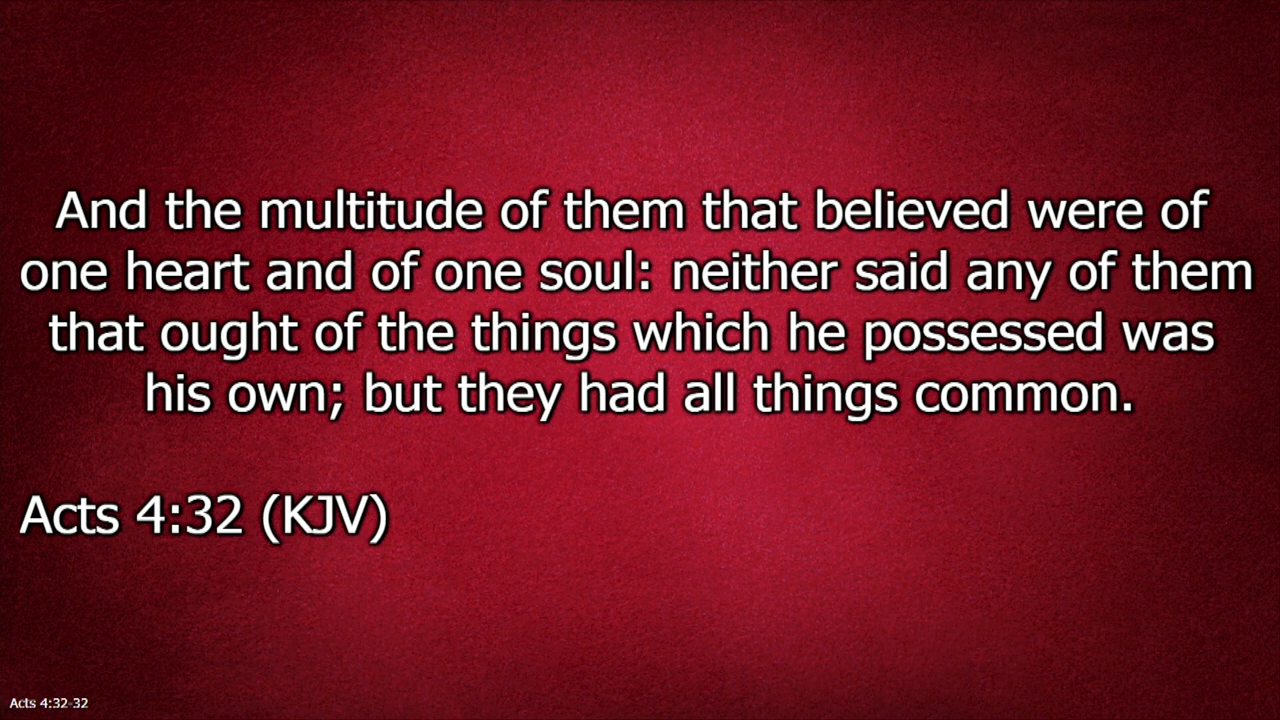 And the multitude of them that believed were of
one heart and of one soul: neither said any of them
that ought of the things which he possessed was
his own; but they had all things common.
Acts 4:32 (KJV)
Acts 4:32-32